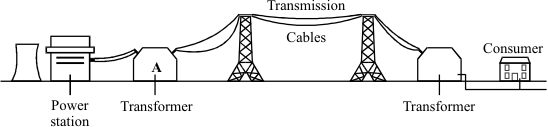 Transmission
Cables
Consumer
A
Power
station
Transformer
Transformer